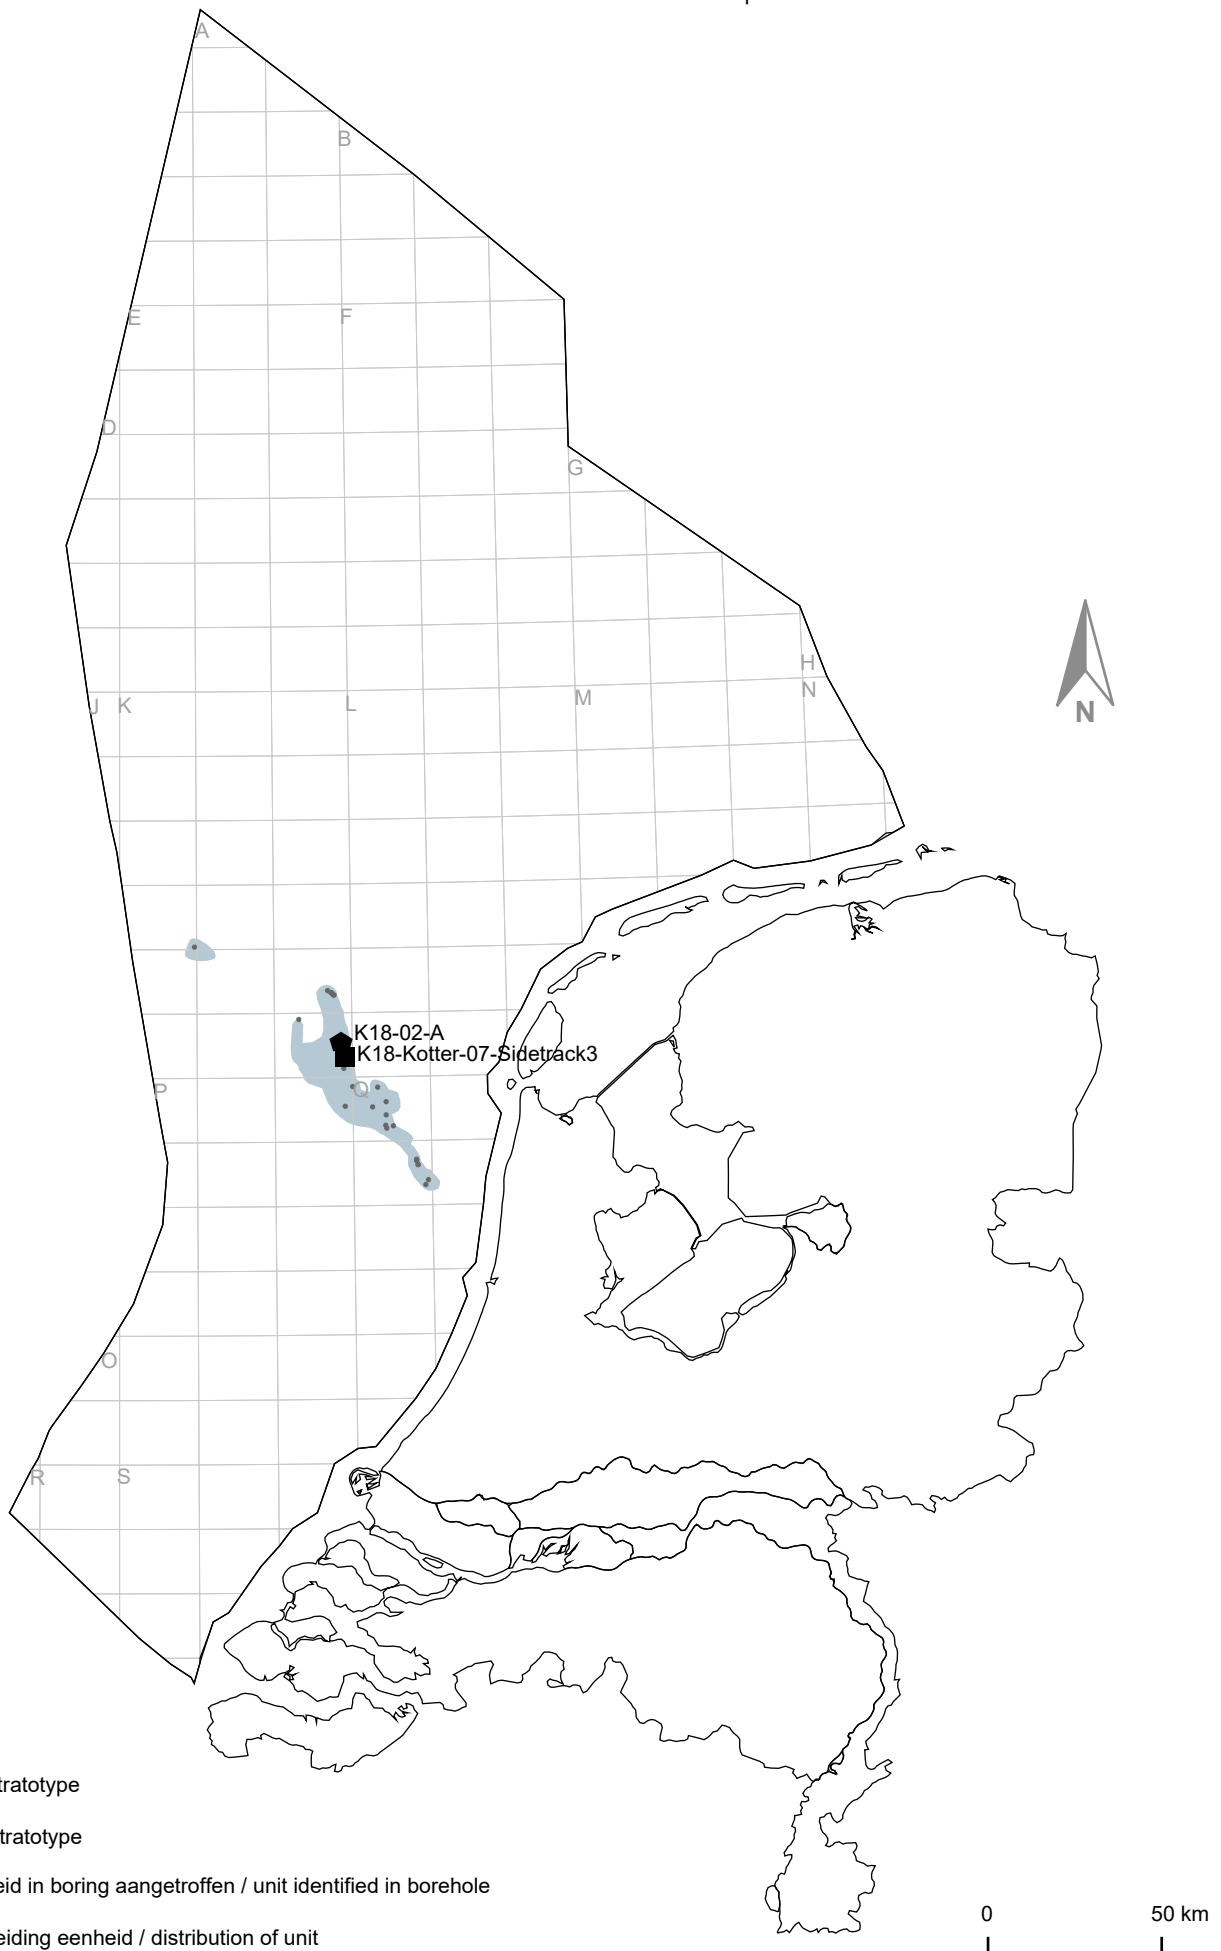 A
B
E
F
D
G
H
N
J K
L
M
N
K18-02-A
K18-Kotter-07-Sidetrack3
P
Q
O
R
S
tratotype
tratotype
eid in boring aangetroffen / unit identified in borehole
eiding eenheid / distribution of unit
0
50 km